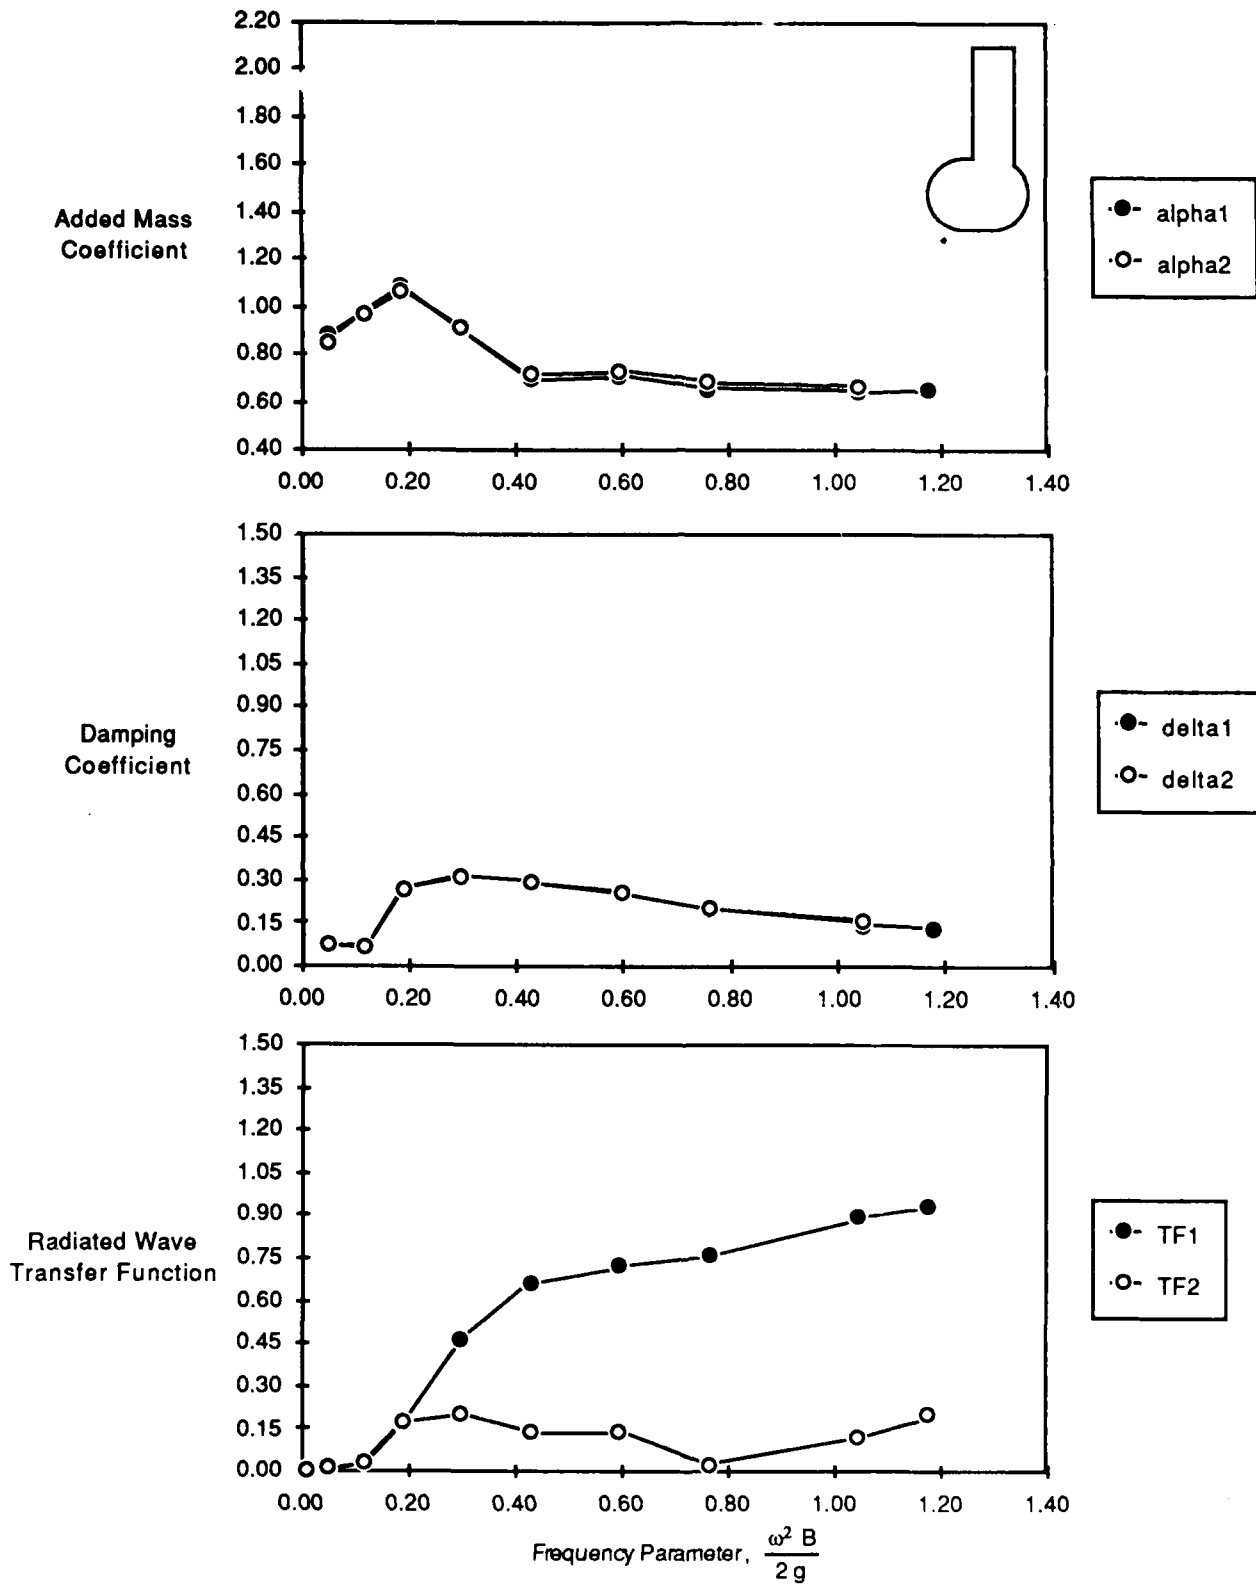 2.20
2.00
1.80
1.60
1.40
1.20
1.00
0.80
0.60
0.40
Added Mass
Coefficient
0.00 0.20 0.40 0.60 0.80 1.00 1.20 1.40
alpha1
alpha2
1.50
1.35
1.20
1.05
0.90
0.75
0.60
0.45
0.30
0.15
0.00
Damping
Coefficient
0.00 0.20 0.40 0.60 0.80 1.00 1.20 1.40
delta1
delta2
1.50
1.35
1.20
1.05
0.90
0.75
0.60
0.45
0.30
0.15
0.00
Radiated Wave
Transfer Function
0.00 0.20 0.40 0.60 0.80 1.00 1.20 1.40
TF1
TF2
Frequency Parameter, ω² B
2 g